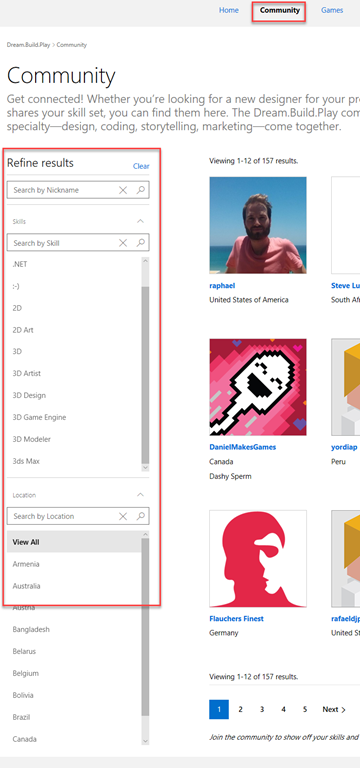 Home Community Games
Dream.Build.Play > Community
Community
Get connected! Whether you're looking for a new designer for your
shares your skill set, you can find them here. The Dream.Build.Play
specialty—design, coding, storytelling, marketing—come together.
Refine results Clear
Search by Nickname
Skills
Search by Skill
.NET
:-)
2D
2D Art
3D
3D Artist
3D Design
3D Game Engine
3D Modeler
3ds Max
Location
Search by Location
View All
Armenia
Australia
Austria
Bangladesh
Belarus
Belgium
Bolivia
Brazil
Canada
Viewing 1-12 of 157 results.
raphael
United States of America
Steve
DanielMakesGames
Canada
Dashy Sperm
yordiap
Peru
Flauchers Finest
Germany
United
Viewing 1-12 of 157 results.
1 2 3 4 5 Next >
Join the community to show off your skills and